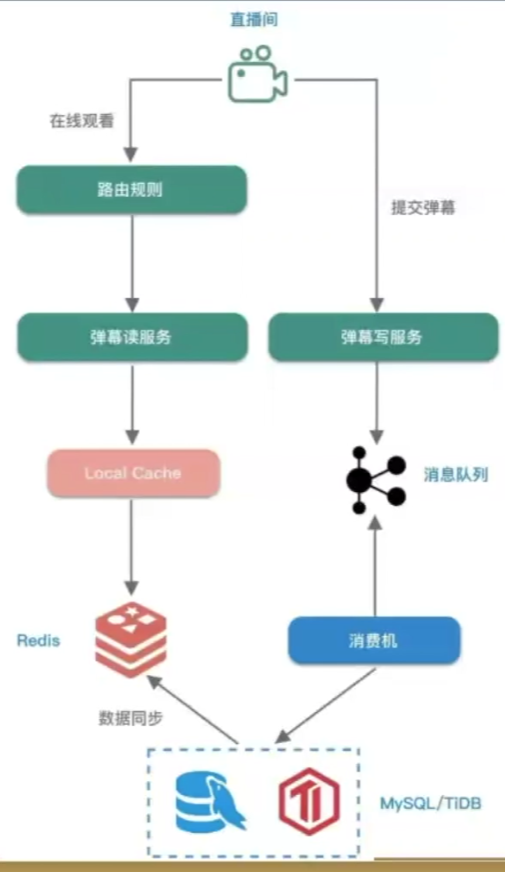 直播间
在线观看
路由规则
提交弹幕
弹幕读服务
弹幕写服务
Local Cache
消息队列
Redis
消费机
数据同步
MySQL/TiDB